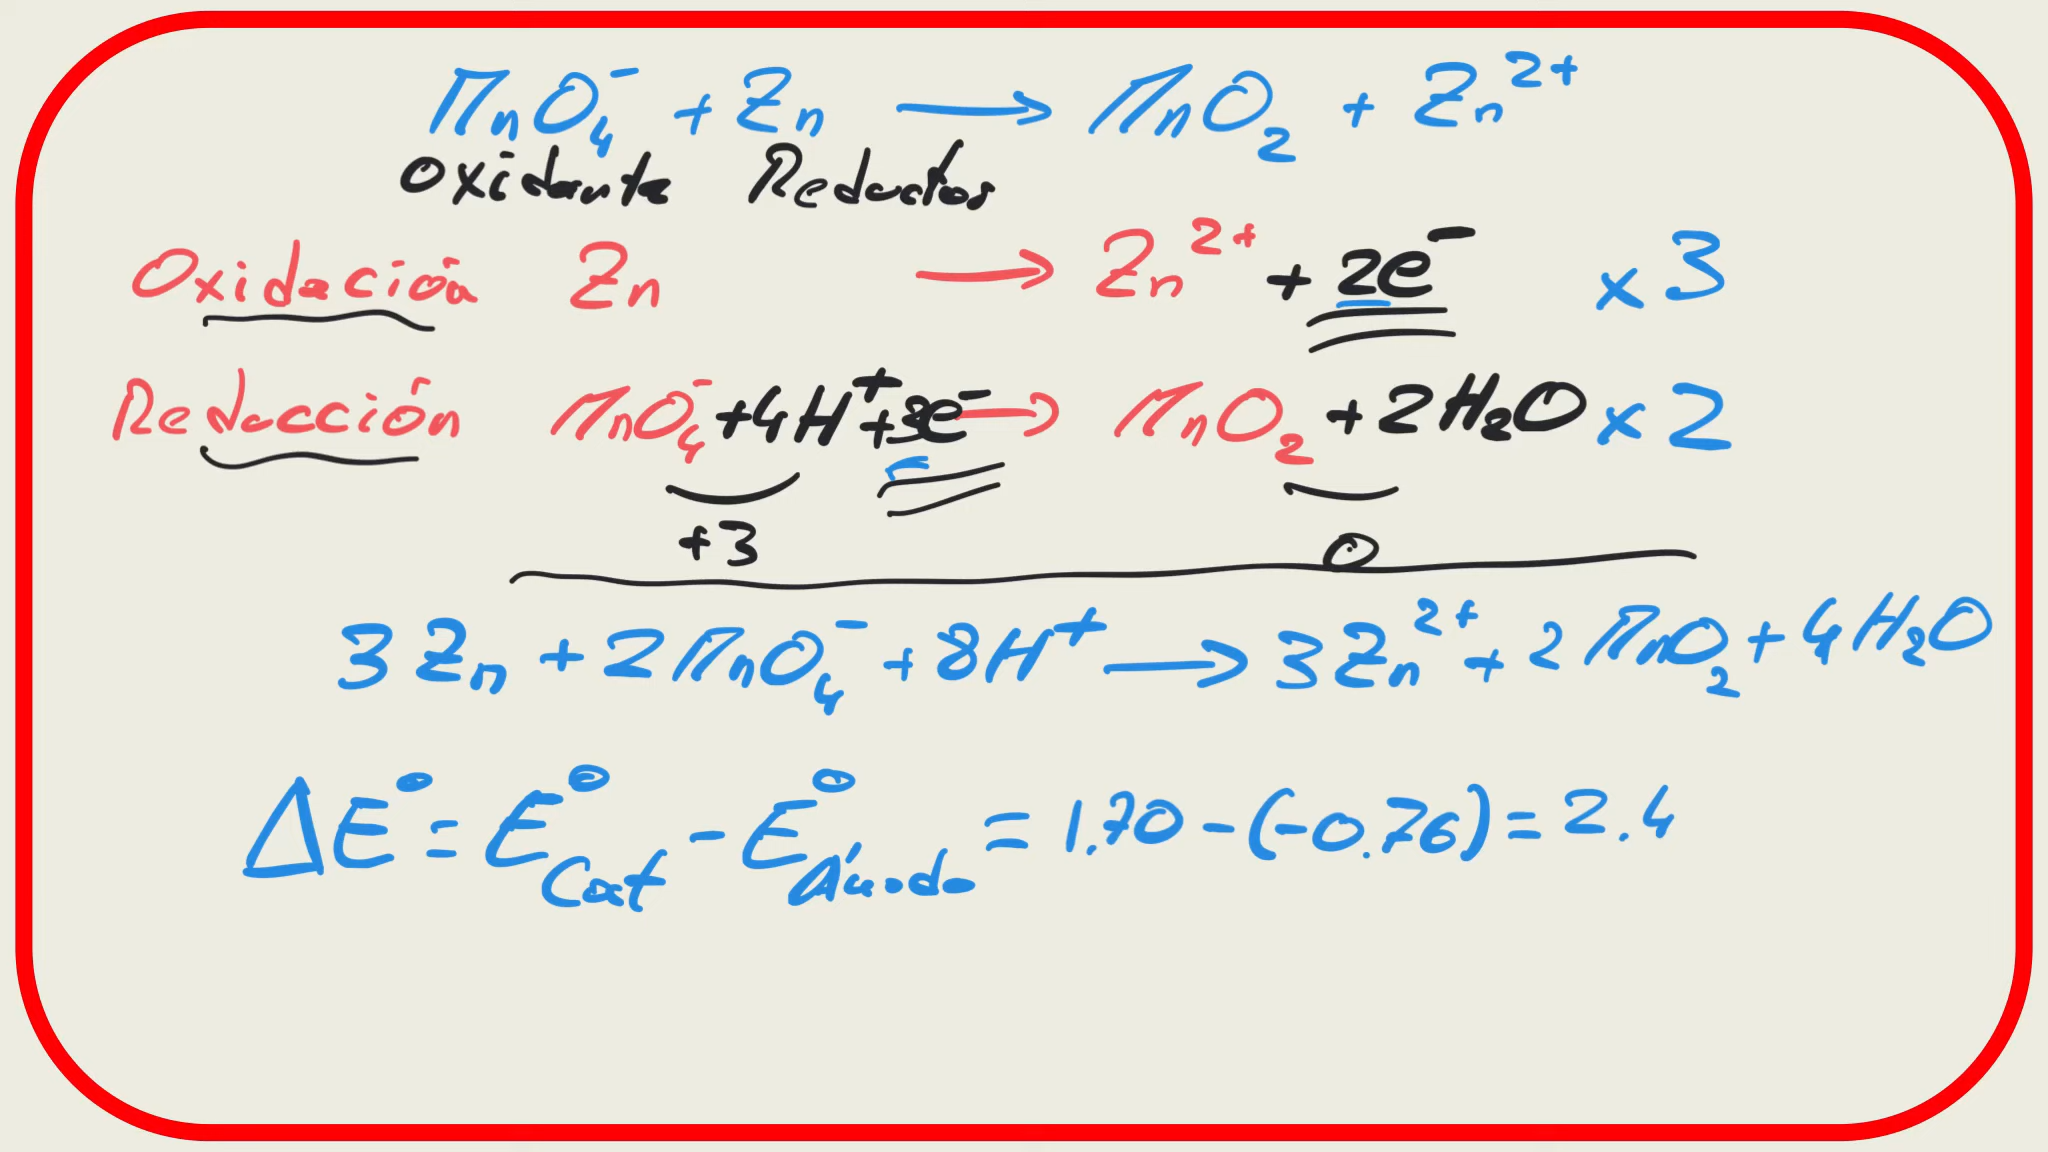 MnO₄⁻ + Zn → MnO₂ + Zn²⁺
Oxidante Reductor
Oxidación Zn → Zn²⁺ + 2e⁻ x3
Reducción MnO₄⁻ + 4H⁺ + 3e⁻ → MnO₂ + 2H₂O x2
+3 0
3Zn + 2MnO₄⁻ + 8H⁺ → 3Zn²⁺ + 2MnO₂ + 4H₂O
ΔE° = E°Cat - E°Ánodo = 1.70 - (-0.76) = 2.4